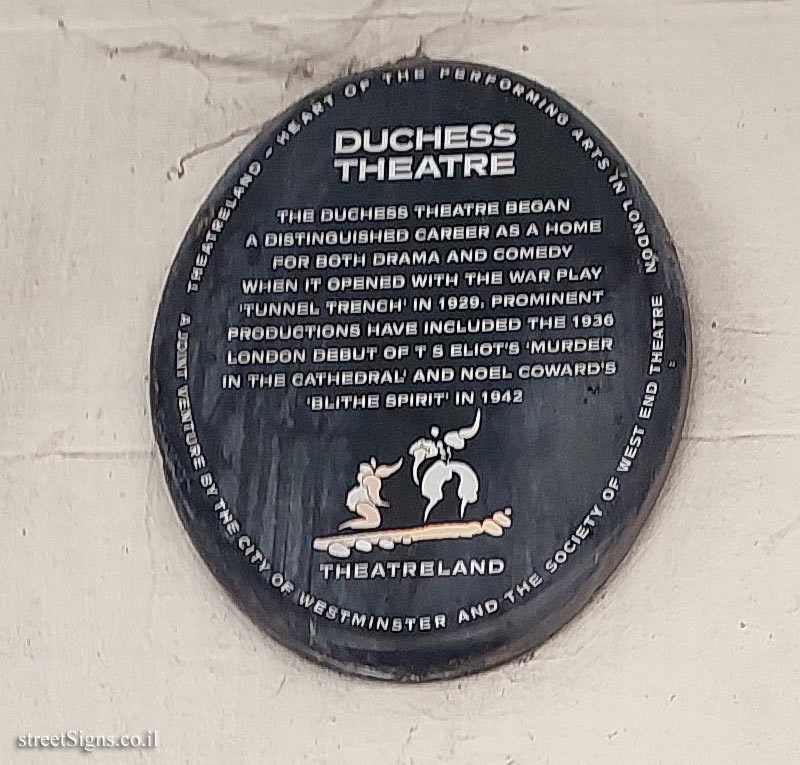 THEATRELAND - HEART OF THE PERFORMING ARTS IN LONDON
DUCHESS
THEATRE
THE DUCHESS THEATRE BEGAN
A DISTINGUISHED CAREER AS A HOME
FOR BOTH DRAMA AND COMEDY
WHEN IT OPENED WITH THE WAR PLAY
'TUNNEL TRENCH' IN 1929. PROMINENT
PRODUCTIONS HAVE INCLUDED THE 1936
LONDON DEBUT OF T S ELIOT'S 'MURDER
IN THE CATHEDRAL' AND NOEL COWARD'S
'BLITHE SPIRIT' IN 1942
THEATRELAND
A JOINT VENTURE BY THE CITY OF WESTMINSTER AND THE SOCIETY OF WEST END THEATRE
streetSigns.co.il